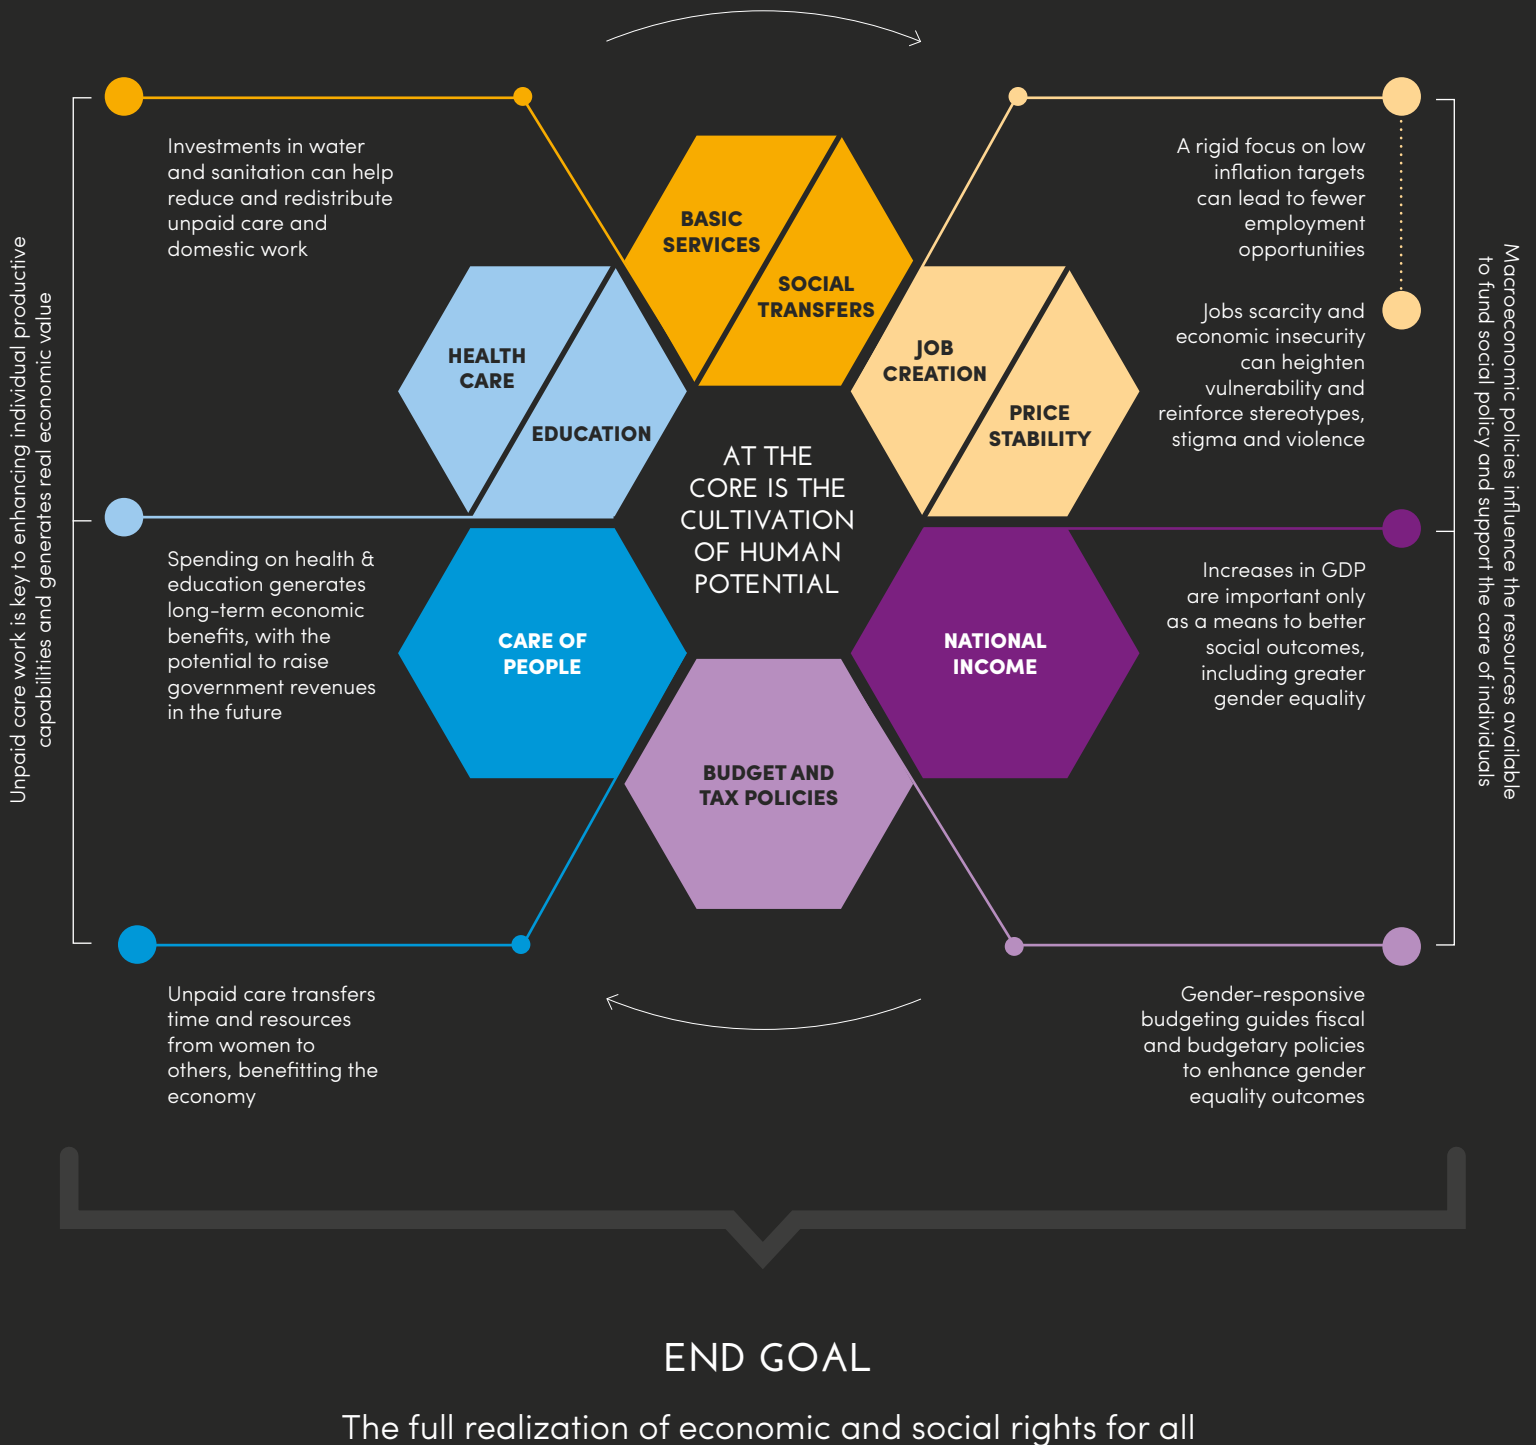 Investments in water
and sanitation can help
reduce and redistribute
unpaid care and
domestic work
A rigid focus on low
inflation targets
can lead to fewer
employment
opportunities
Jobs scarcity and
economic insecurity
can heighten
vulnerability and
reinforce stereotypes,
stigma and violence
BASIC
SERVICES
SOCIAL
TRANSFERS
HEALTH
CARE
EDUCATION
JOB
CREATION
PRICE
STABILITY
AT THE
CORE IS THE
CULTIVATION
OF HUMAN
POTENTIAL
Unpaid care work is key to enhancing individual productive
capabilities and generates real economic value
Macroeconomic policies influence the resources available
to fund social policy and support the care of individuals
Spending on health &
education generates
long-term economic
benefits, with the
potential to raise
government revenues
in the future
CARE OF
PEOPLE
NATIONAL
INCOME
Increases in GDP
are important only
as a means to better
social outcomes,
including greater
gender equality
BUDGET AND
TAX POLICIES
Unpaid care transfers
time and resources
from women to
others, benefitting the
economy
Gender-responsive
budgeting guides fiscal
and budgetary policies
to enhance gender
equality outcomes
END GOAL
The full realization of economic and social rights for all